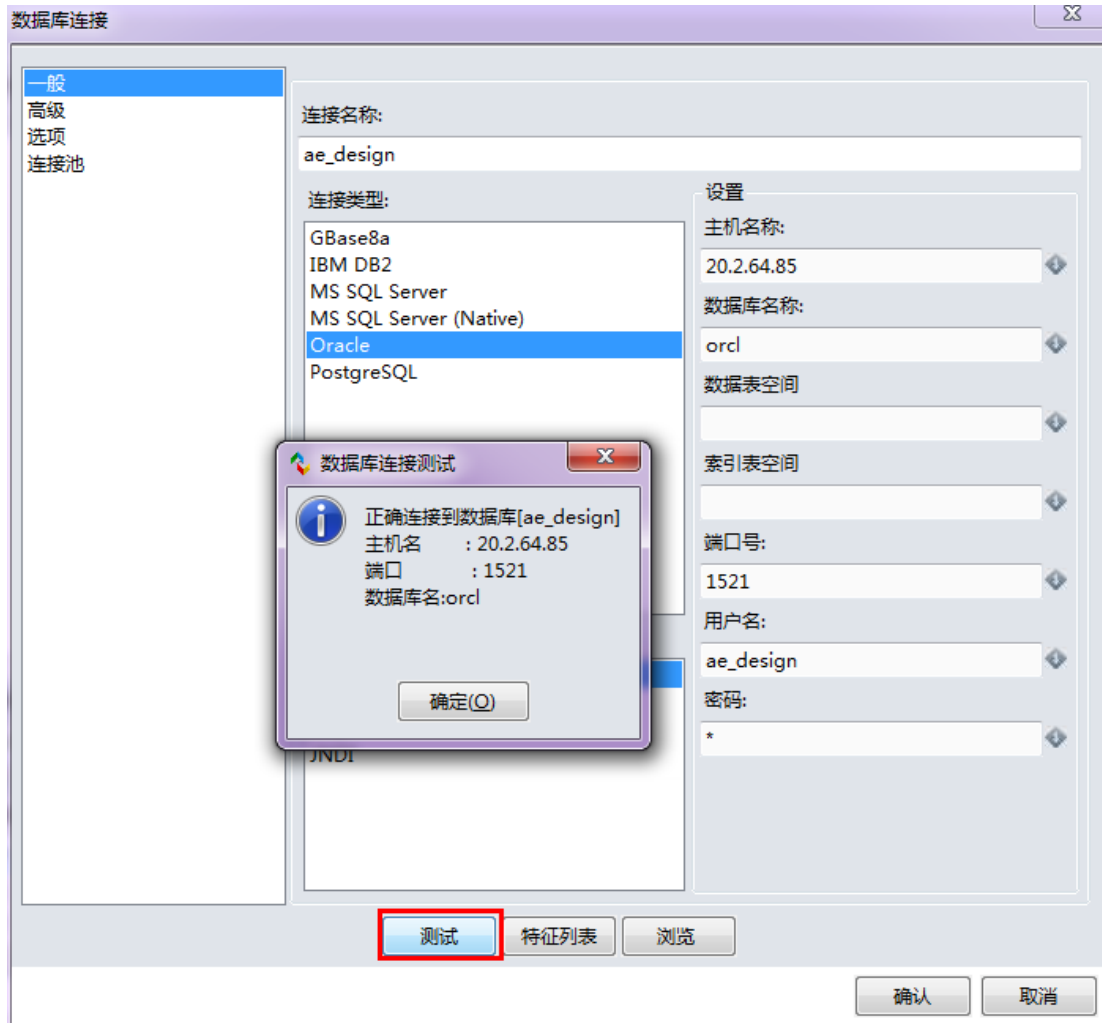 数据库连接
一般
高级
选项
连接池
连接名称:
ae_design
连接类型:
GBase8a
IBM DB2
MS SQL Server
MS SQL Server (Native)
Oracle
PostgreSQL
JNDI
设置
主机名称:
20.2.64.85
数据库名称:
orcl
数据表空间
索引表空间
端口号:
1521
用户名:
ae_design
密码:
*
数据库连接测试
正确连接到数据库[ae_design]
主机名 : 20.2.64.85
端口 : 1521
数据库名:orcl
确定(O)
测试
特征列表
浏览
确认
取消